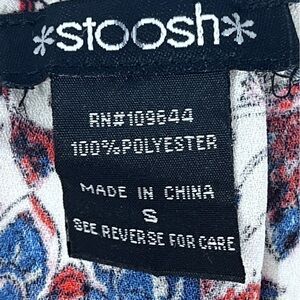 *stoosh*
RN#109644
100%POLYESTER
MADE IN CHINA
S
SEE REVERSE FOR CARE